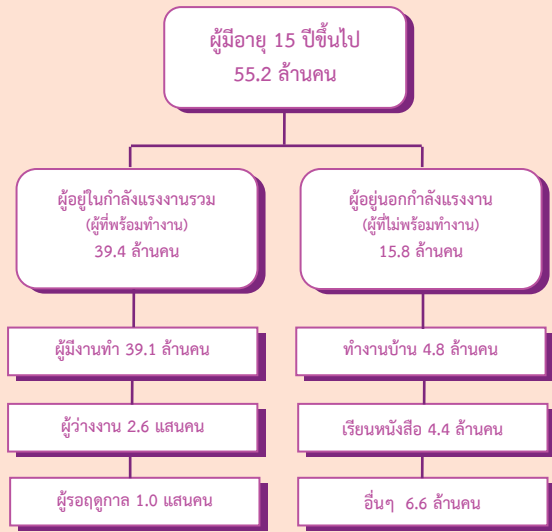 ผู้มีอายุ 15 ปีขึ้นไป
55.2 ล้านคน
ผู้อยู่ในกำลังแรงงานรวม
(ผู้ที่พร้อมทำงาน)
39.4 ล้านคน
ผู้อยู่นอกกำลังแรงงาน
(ผู้ที่ไม่พร้อมทำงาน)
15.8 ล้านคน
ผู้มีงานทำ 39.1 ล้านคน
ทำงานบ้าน 4.8 ล้านคน
ผู้ว่างงาน 2.6 แสนคน
เรียนหนังสือ 4.4 ล้านคน
ผู้รอฤดูกาล 1.0 แสนคน
อื่นๆ 6.6 ล้านคน